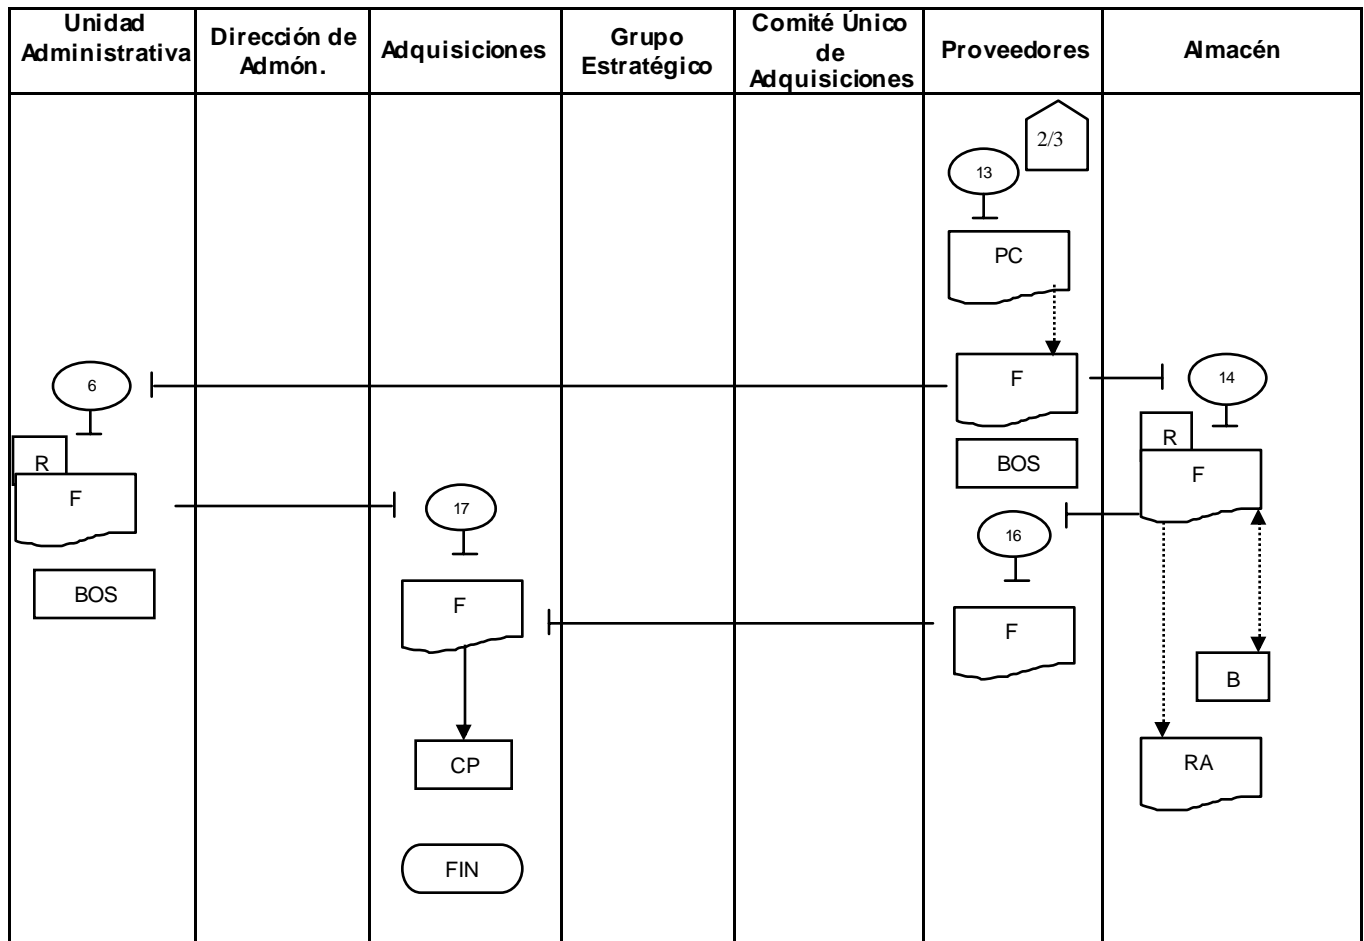 Unidad
Administrativa
Dirección de
Admón.
Adquisiciones
Grupo
Estratégico
Comité Único
de
Adquisiciones
Proveedores
Almacén
2/3
13
PC
6
F
14
R
R
F
BOS
F
17
16
BOS
F
F
B
CP
RA
FIN